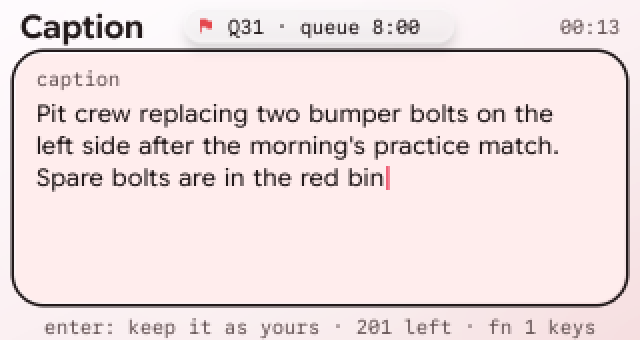 Caption
Q31 · queue 8:00
00:13
caption
Pit crew replacing two bumper bolts on the
left side after the morning's practice match.
Spare bolts are in the red bin
enter: keep it as yours · 201 left · fn 1 keys